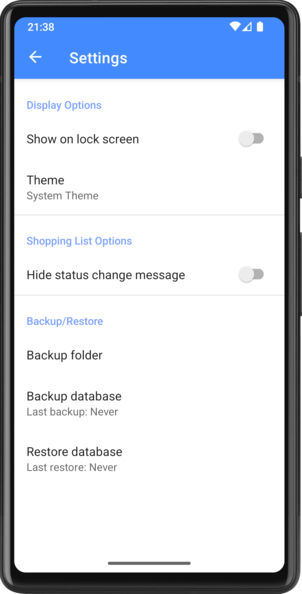 21:38
Settings
Display Options
Show on lock screen
Theme
System Theme
Shopping List Options
Hide status change message
Backup/Restore
Backup folder
Backup database
Last backup: Never
Restore database
Last restore: Never